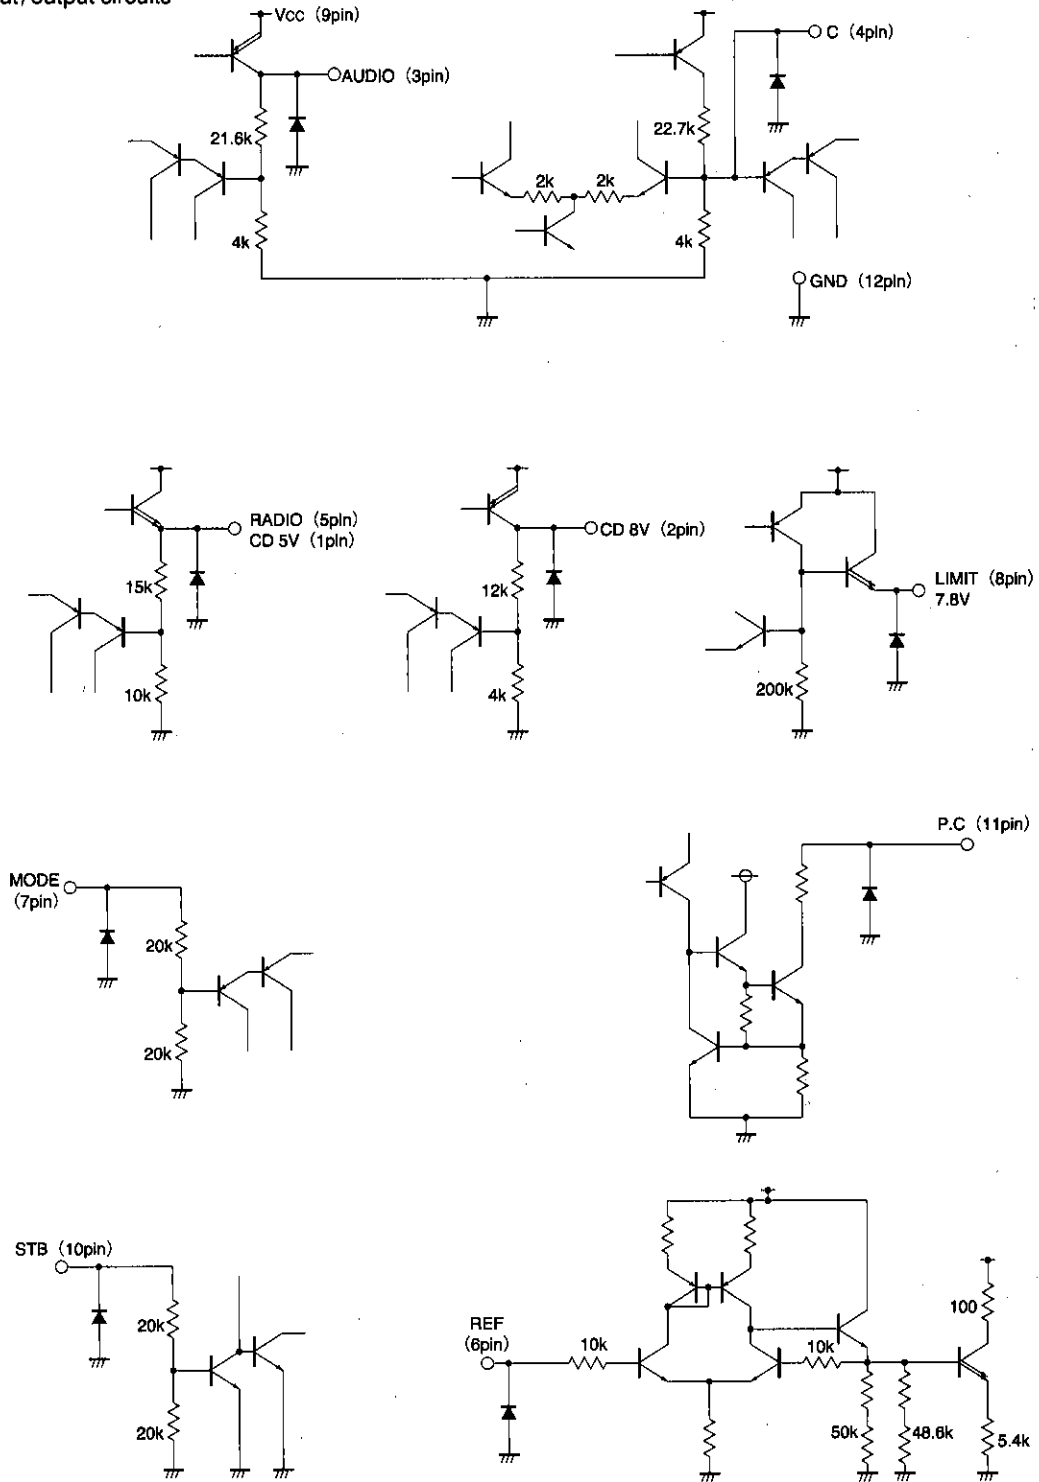 output circuits
Vcc (9pin)
C (4pin)
AUDIO (3pin)
21.6k
22.7k
2k
2k
4k
4k
GND (12pin)
RADIO (5pin)
CD 5V (1pin)
CD 8V (2pin)
15k
12k
LIMIT (8pin)
7.8V
10k
4k
200k
P.C (11pin)
MODE
(7pin)
20k
20k
STB (10pin)
20k
20k
REF
(6pin)
10k
10k
100
50k
48.6k
5.4k